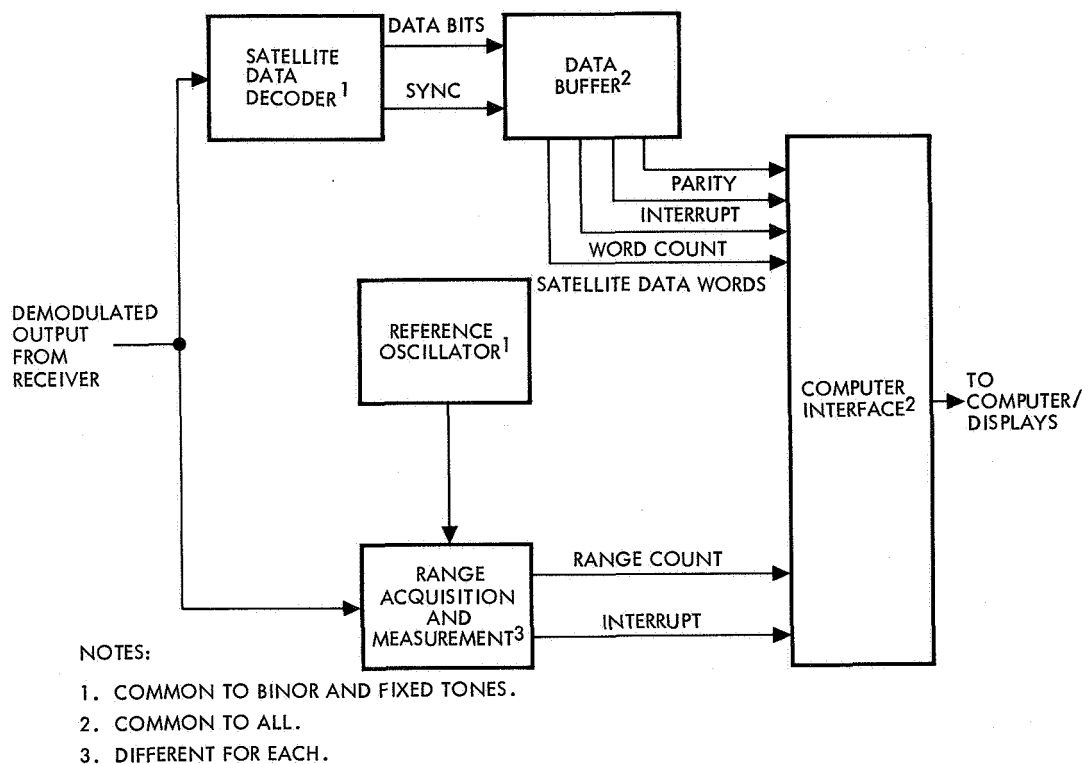 DATA BITS
SATELLITE
DATA
DECODER1
SYNC
DATA
BUFFER2
PARITY
INTERRUPT
WORD COUNT
SATELLITE DATA WORDS
DEMODULATED
OUTPUT
FROM
RECEIVER
REFERENCE
OSCILLATOR1
COMPUTER
INTERFACE2
TO
COMPUTER/
DISPLAYS
RANGE
ACQUISITION
AND
MEASUREMENT3
RANGE COUNT
INTERRUPT
NOTES:
1. COMMON TO BINOR AND FIXED TONES.
2. COMMON TO ALL.
3. DIFFERENT FOR EACH.